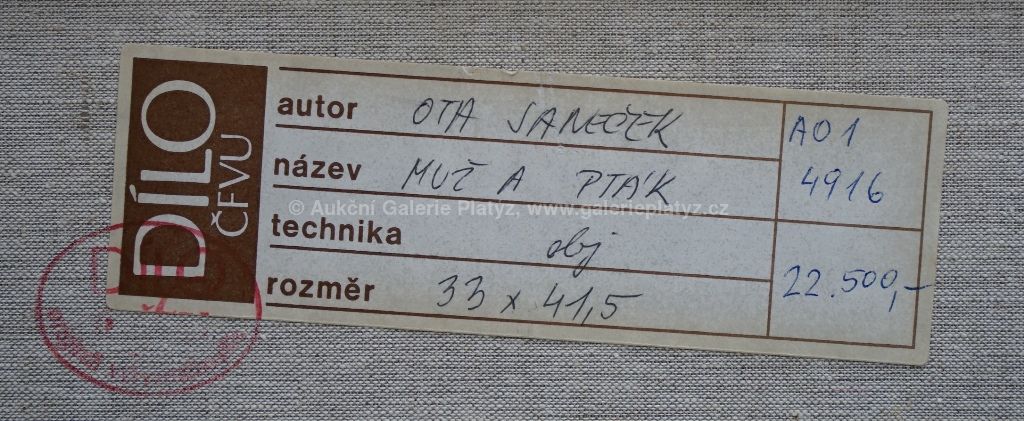 DÍLO
ČFVU
autor OTA JANEČEK
název MUŽ A PTÁK
technika obj
rozměr 33 x 41,5
A01
4916
22.500,-
© Aukční Galerie Platýz, www.galerieplatyz.cz